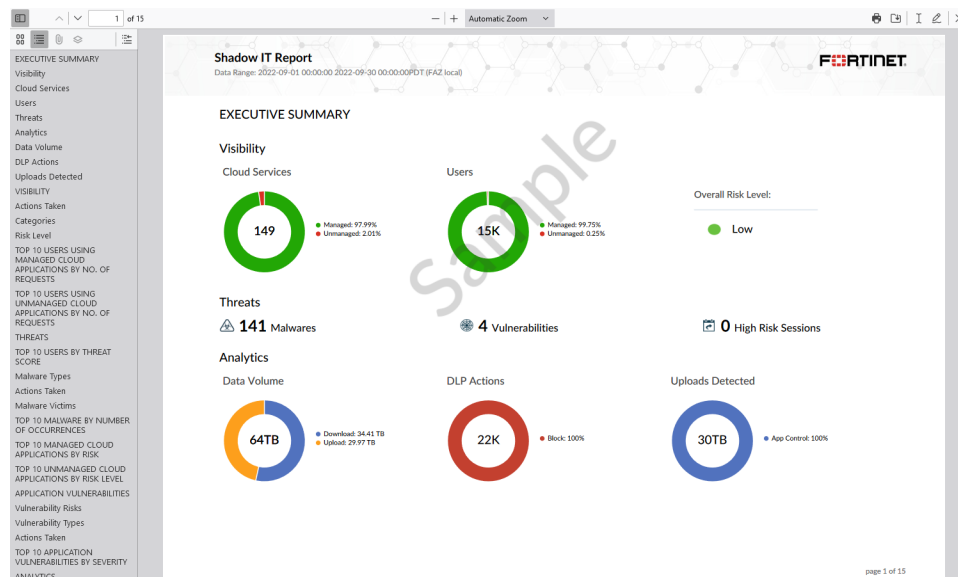 1 of 15
Automatic Zoom
EXECUTIVE SUMMARY
Visibility
Cloud Services
Users
Threats
Analytics
Data Volume
DLP Actions
Uploads Detected
VISIBILITY
Actions Taken
Categories
Risk Level
TOP 10 USERS USING
MANAGED CLOUD
APPLICATIONS BY NO. OF
REQUESTS
TOP 10 USERS USING
UNMANAGED CLOUD
APPLICATIONS BY NO. OF
REQUESTS
THREATS
TOP 10 USERS BY THREAT
SCORE
Malware Types
Actions Taken
Malware Victims
TOP 10 MALWARE BY NUMBER
OF OCCURRENCES
TOP 10 MANAGED CLOUD
APPLICATIONS BY RISK
TOP 10 UNMANAGED CLOUD
APPLICATIONS BY RISK LEVEL
APPLICATION VULNERABILITIES
Vulnerability Risks
Vulnerability Types
Actions Taken
TOP 10 APPLICATION
VULNERABILITIES BY SEVERITY
ANALYTICS
Shadow IT Report
Data Range: 2022-09-01 00:00:00 2022-09-30 00:00:00PDT (FAZ local)
FORTINET
EXECUTIVE SUMMARY
Visibility
Cloud Services
149
Managed: 97.99%
Unmanaged: 2.01%
Users
15K
Managed: 99.75%
Unmanaged: 0.25%
Overall Risk Level:
Low
Sample
Threats
141 Malwares
4 Vulnerabilities
0 High Risk Sessions
Analytics
Data Volume
64TB
Download: 34.41 TB
Upload: 29.97 TB
DLP Actions
22K
Block: 100%
Uploads Detected
30TB
App Control: 100%
page 1 of 15